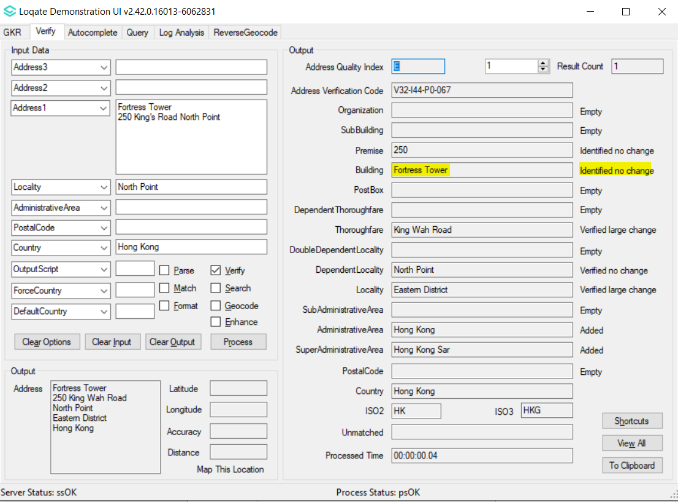 Loqate Demonstration UI v2.42.0.16013-6062831
GKR Verify Autocomplete Query Log Analysis ReverseGeocode
Input Data
Address3
Address2
Address1
Fortress Tower
250 King's Road North Point
Locality North Point
AdministrativeArea
PostalCode
Country Hong Kong
OutputScript Parse Verify
ForceCountry Match Search
DefaultCountry Format Geocode
Enhance
Clear Options Clear Input Clear Output Process
Output
Address
Fortress Tower
250 King Wah Road
North Point
Eastern District
Hong Kong
Latitude
Longitude
Accuracy
Distance
Map This Location
Output
Address Quality Index E 1 Result Count 1
Address Verification Code V32-I44-P0-067
Organization Empty
SubBuilding Empty
Premise 250 Identified no change
Building Fortress Tower Identified no change
PostBox Empty
DependentThoroughfare Empty
Thoroughfare King Wah Road Verified large change
DoubleDependentLocality Empty
DependentLocality North Point Verified no change
Locality Eastern District Verified large change
SubAdministrativeArea Empty
AdministrativeArea Hong Kong Added
SuperAdministrativeArea Hong Kong Sar Added
PostalCode Empty
Country Hong Kong
ISO2 HK ISO3 HKG
Unmatched
Processed Time 00:00:00.04
Shortcuts
View All
To Clipboard
Server Status: ssOK Process Status: psOK